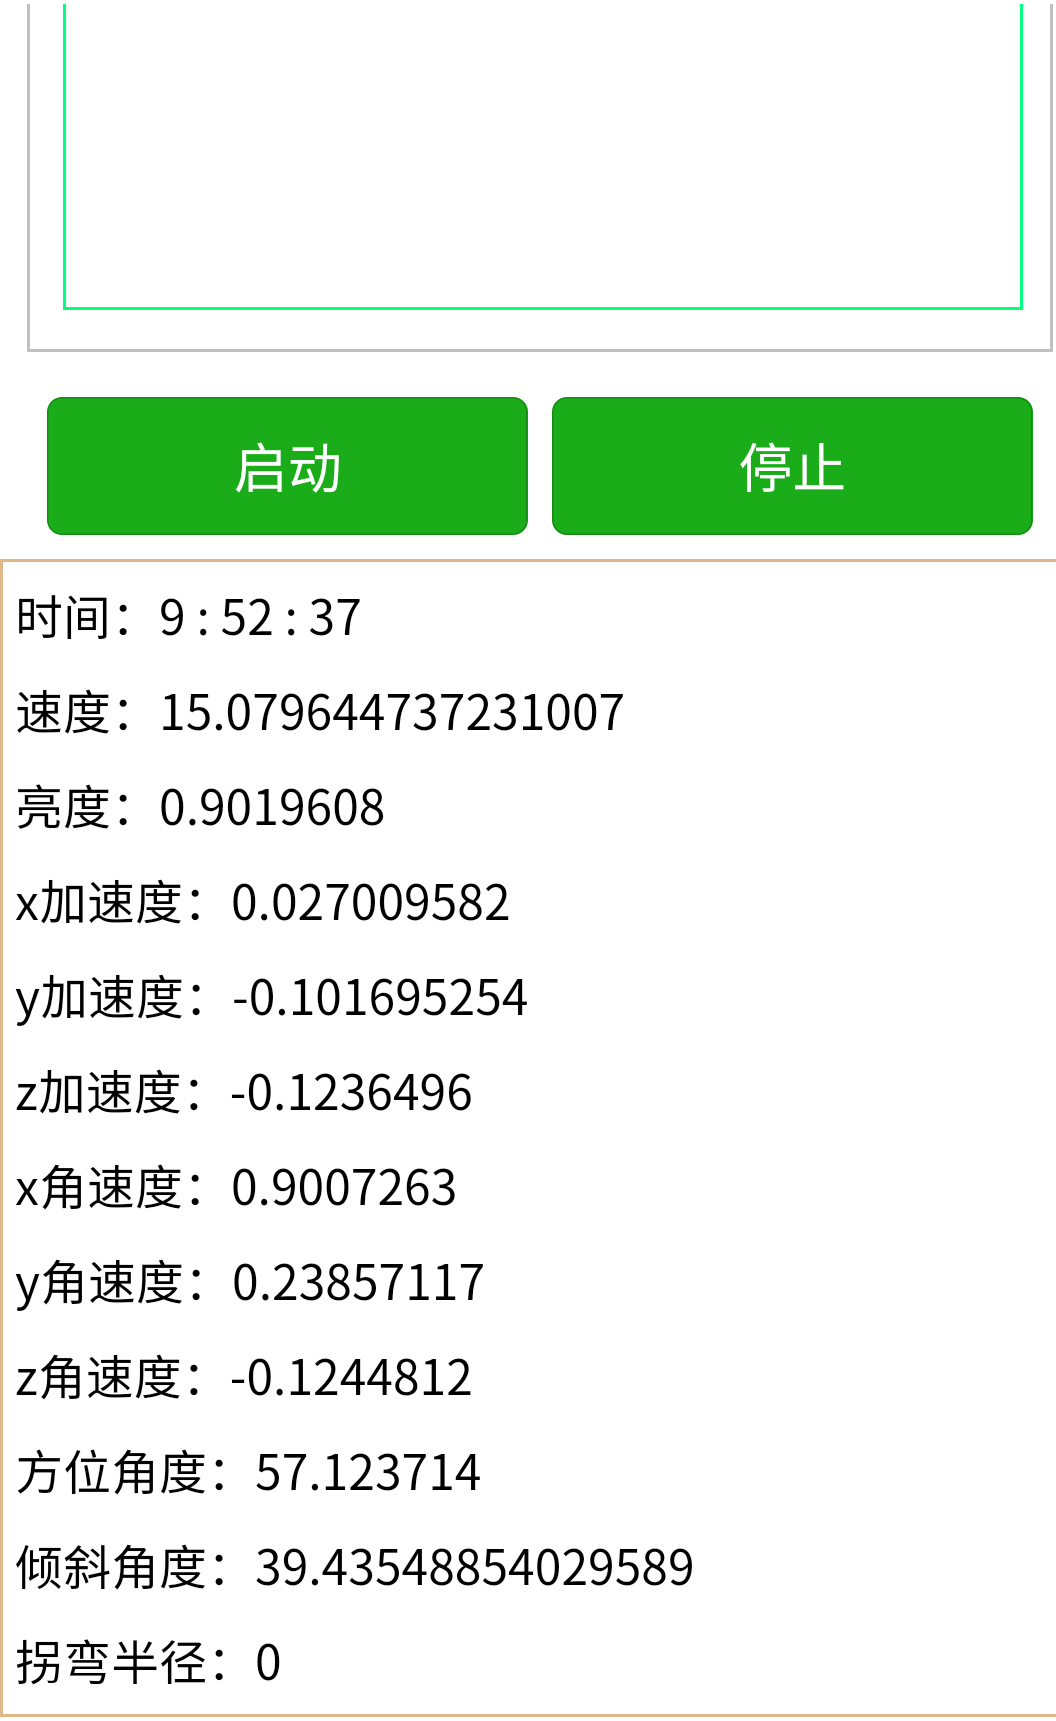 启动 停止
时间：9 : 52 : 37
速度：15.079644737231007
亮度：0.9019608
x加速度：0.027009582
y加速度：-0.101695254
z加速度：-0.1236496
x角速度：0.9007263
y角速度：0.23857117
z角速度：-0.1244812
方位角度：57.123714
倾斜角度：39.43548854029589
拐弯半径：0